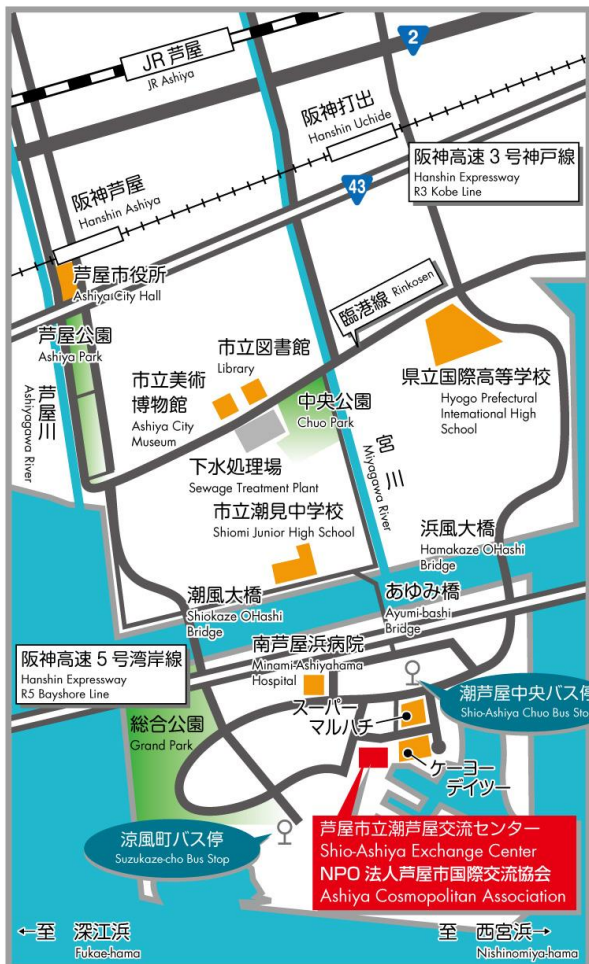 2
JR 芦屋
JR Ashiya
阪神打出
Hanshin Uchide
阪神高速 3 号神戸線
Hanshin Expressway
R3 Kobe Line
43
阪神芦屋
Hanshin Ashiya
芦屋市役所
Ashiya City Hall
臨港線 Rinkosen
芦屋公園
Ashiya Park
市立図書館
Library
県立国際高等学校
Hyogo Prefectural
International High
School
市立美術
博物館
Ashiya City
Museum
中央公園
Chuo Park
芦屋川
Ashiyagawa River
宮川
Miyagawa River
下水処理場
Sewage Treatment Plant
市立潮見中学校
Shiomi Junior High School
浜風大橋
Hamakaze OHashi
Bridge
潮風大橋
Shiokaze OHashi
Bridge
あゆみ橋
Ayumi-bashi
Bridge
阪神高速 5 号湾岸線
Hanshin Expressway
R5 Bayshore Line
南芦屋浜病院
Minami-Ashiyahama
Hospital
潮芦屋中央バス停
Shio-Ashiya Chuo Bus Sto
スーパー
マルハチ
総合公園
Grand Park
ケーヨー
デイツー
涼風町バス停
Suzukaze-cho Bus Stop
芦屋市立潮芦屋交流センター
Shio-Ashiya Exchange Center
NPO 法人芦屋市国際交流協会
Ashiya Cosmopolitan Association
←至 深江浜
Fukae-hama
至 西宮浜→
Nishinomiya-hama